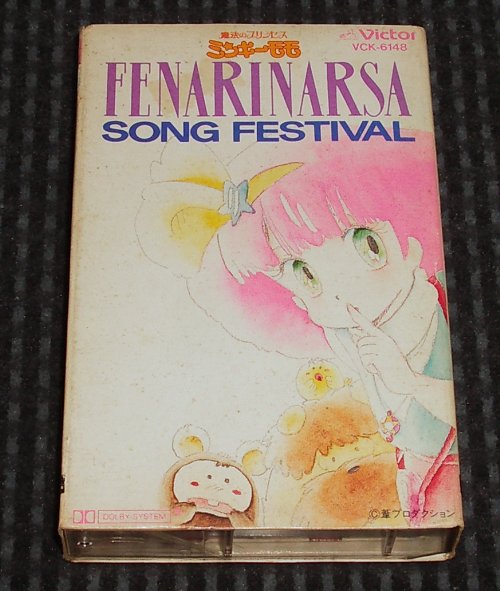 魔法のプリンセス
ミンキーモモ
Victor
VCK-6148
FENARINARSA
SONG FESTIVAL
DOLBY SYSTEM
©葦プロダクション